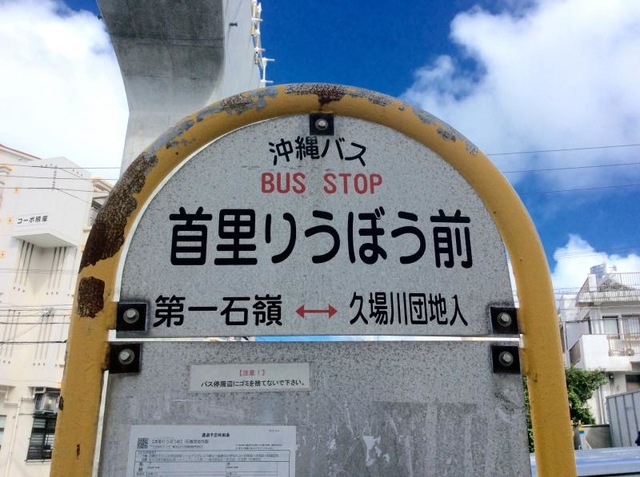 沖縄バス
BUS STOP
首里りうぼう前
第一石嶺 ↔ 久場川団地入
【注意!】
バス停周辺にゴミを捨てないで下さい。